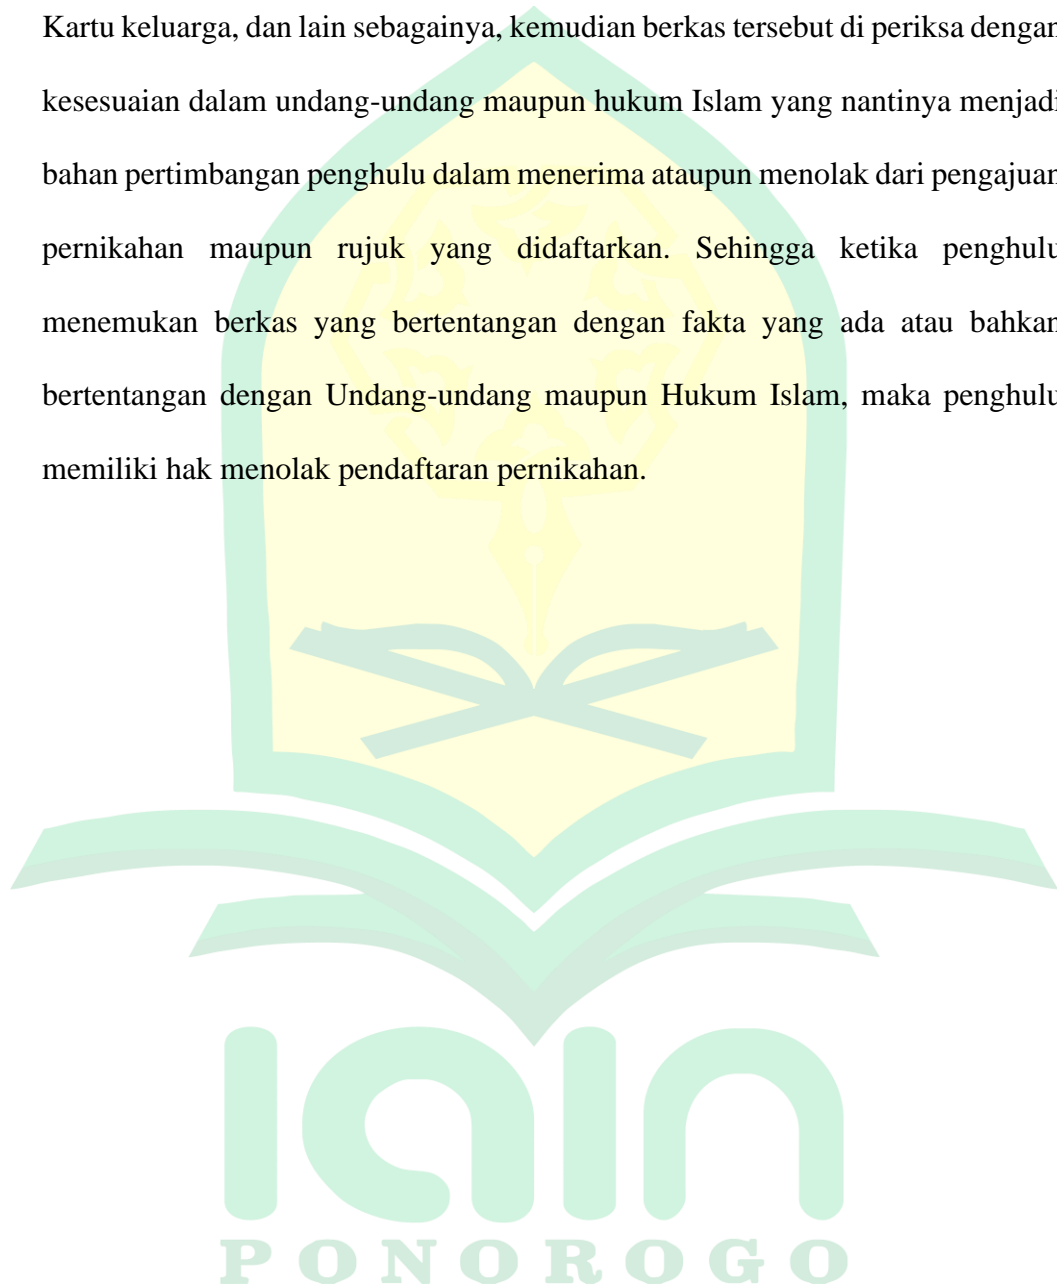 Kartu keluarga, dan lain sebagainya, kemudian berkas tersebut di periksa dengan
kesesuaian dalam undang-undang maupun hukum Islam yang nantinya menjadi
bahan pertimbangan penghulu dalam menerima ataupun menolak dari pengajuan
pernikahan maupun rujuk yang didaftarkan. Sehingga ketika penghulu
menemukan berkas yang bertentangan dengan fakta yang ada atau bahkan
bertentangan dengan Undang-undang maupun Hukum Islam, maka penghulu
memiliki hak menolak pendaftaran pernikahan.
iain
PONOROGO